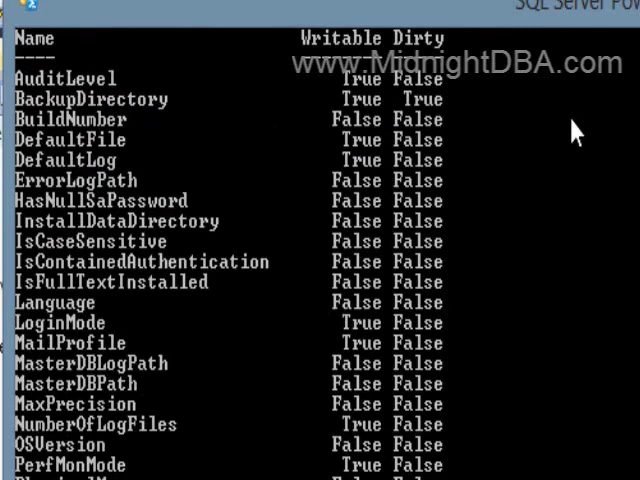 SQL Server Pow
Name Writable Dirty
www.MidnightDBA.com
----
AuditLevel True False
BackupDirectory True True
BuildNumber False False
DefaultFile True False
DefaultLog True False
ErrorLogPath False False
HasNullSaPassword False False
InstallDataDirectory False False
IsCaseSensitive False False
IsContainedAuthentication False False
IsFullTextInstalled False False
Language False False
LoginMode True False
MailProfile True False
MasterDBLogPath False False
MasterDBPath False False
MaxPrecision False False
NumberOfLogFiles True False
OSVersion False False
PerfMonMode True False